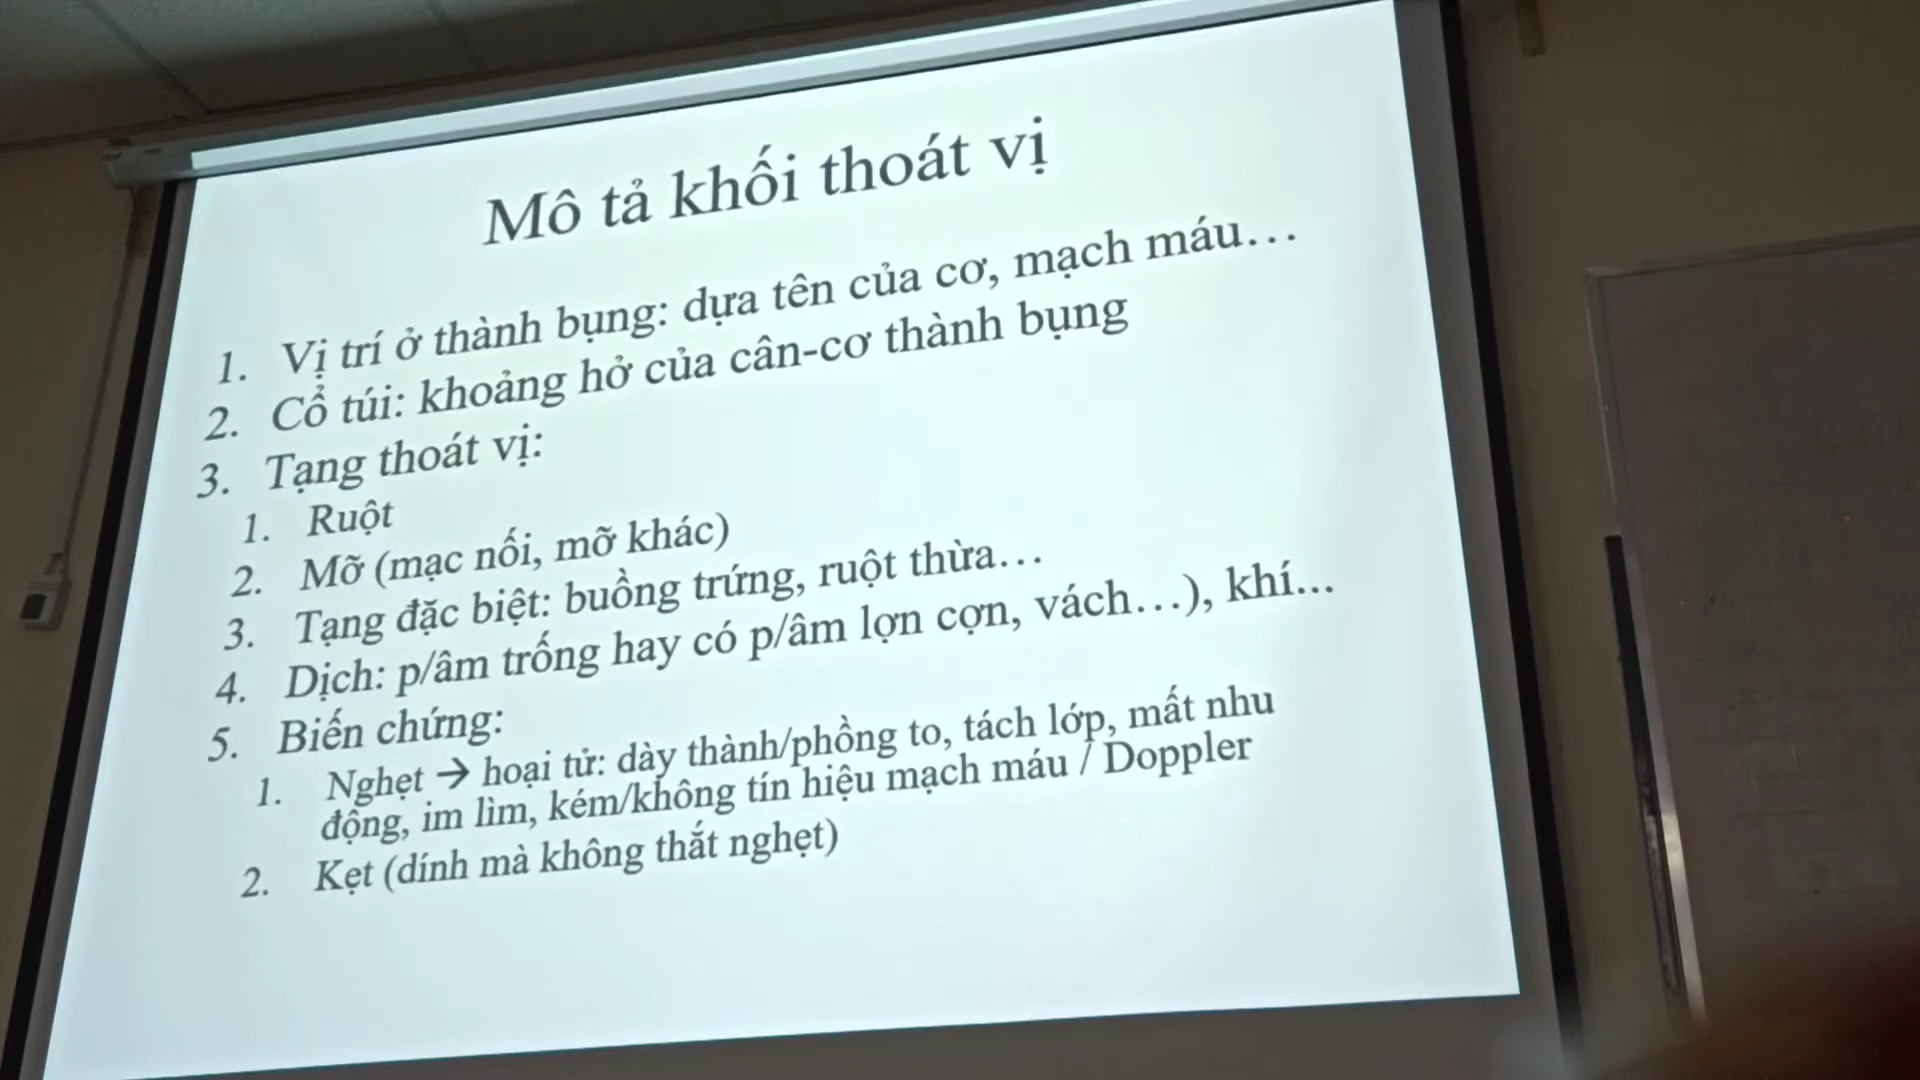 Mô tả khối thoát vị
1. Vị trí ở thành bụng: dựa tên của cơ, mạch máu…
2. Cổ túi: khoảng hở của cân-cơ thành bụng
3. Tạng thoát vị:
1. Ruột
2. Mỡ (mạc nối, mỡ khác)
3. Tạng đặc biệt: buồng trứng, ruột thừa…
4. Dịch: p/âm trống hay có p/âm lợn cợn, vách…), khí...
5. Biến chứng:
1. Nghẹt → hoại tử: dày thành/phồng to, tách lớp, mất nhu
động, im lìm, kém/không tín hiệu mạch máu / Doppler
2. Kẹt (dính mà không thắt nghẹt)